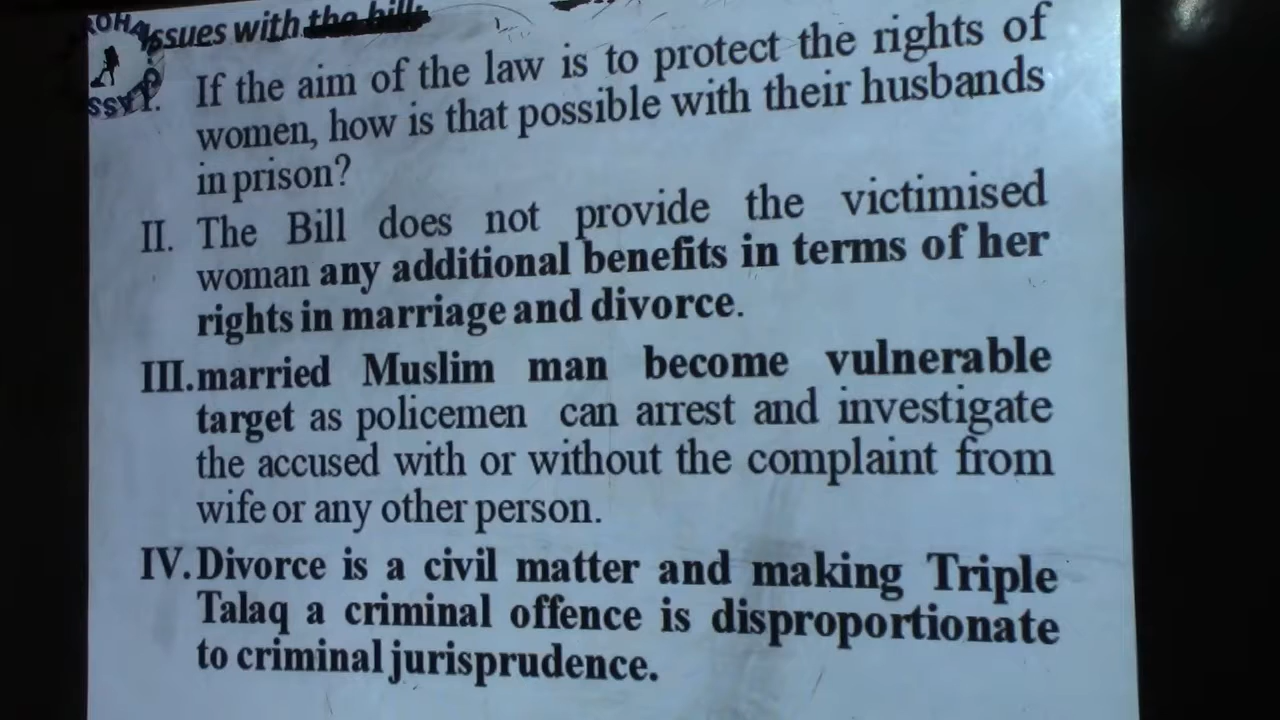 ROHA
Issues with the bill
SSY
I. If the aim of the law is to protect the rights of
women, how is that possible with their husbands
in prison?
II. The Bill does not provide the victimised
woman any additional benefits in terms of her
rights in marriage and divorce.
III.married Muslim man become vulnerable
target as policemen can arrest and investigate
the accused with or without the complaint from
wife or any other person.
IV.Divorce is a civil matter and making Triple
Talaq a criminal offence is disproportionate
to criminal jurisprudence.